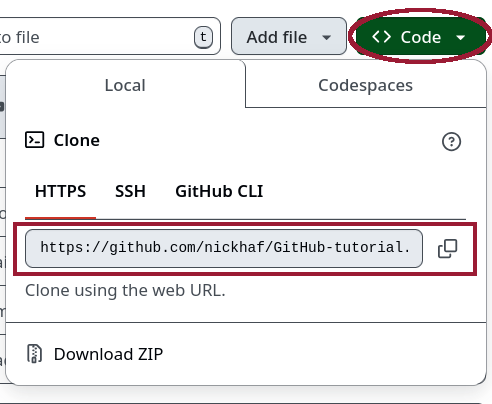 to file t Add file Code
Local Codespaces
Clone
HTTPS SSH GitHub CLI
https://github.com/nickhaf/GitHub-tutorial.
Clone using the web URL.
Download ZIP